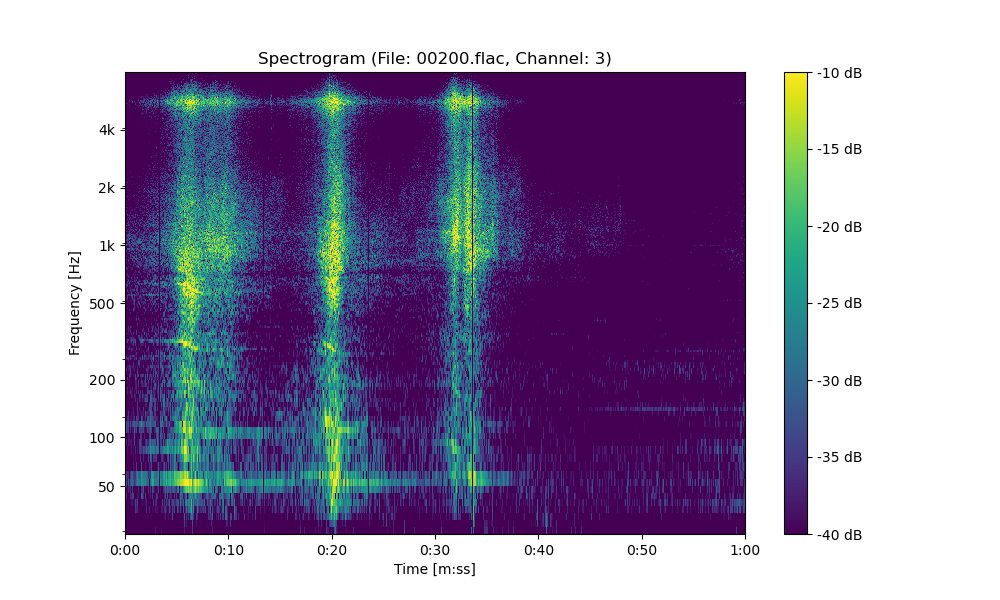 Spectrogram (File: 00200.flac, Channel: 3)
Frequency [Hz]
4k
2k
1k
500
200
100
50
0:00 0:10 0:20 0:30 0:40 0:50 1:00
Time [m:ss]
-10 dB
-15 dB
-20 dB
-25 dB
-30 dB
-35 dB
-40 dB